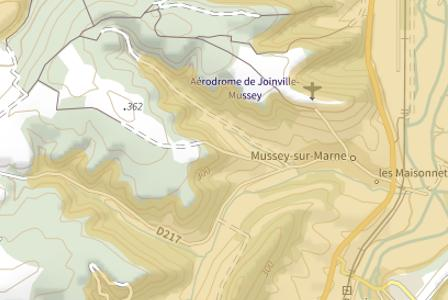 Aérodrome de Joinville-
Mussey
362
Mussey-sur-Marne
les Maisonnet
300
D217
300